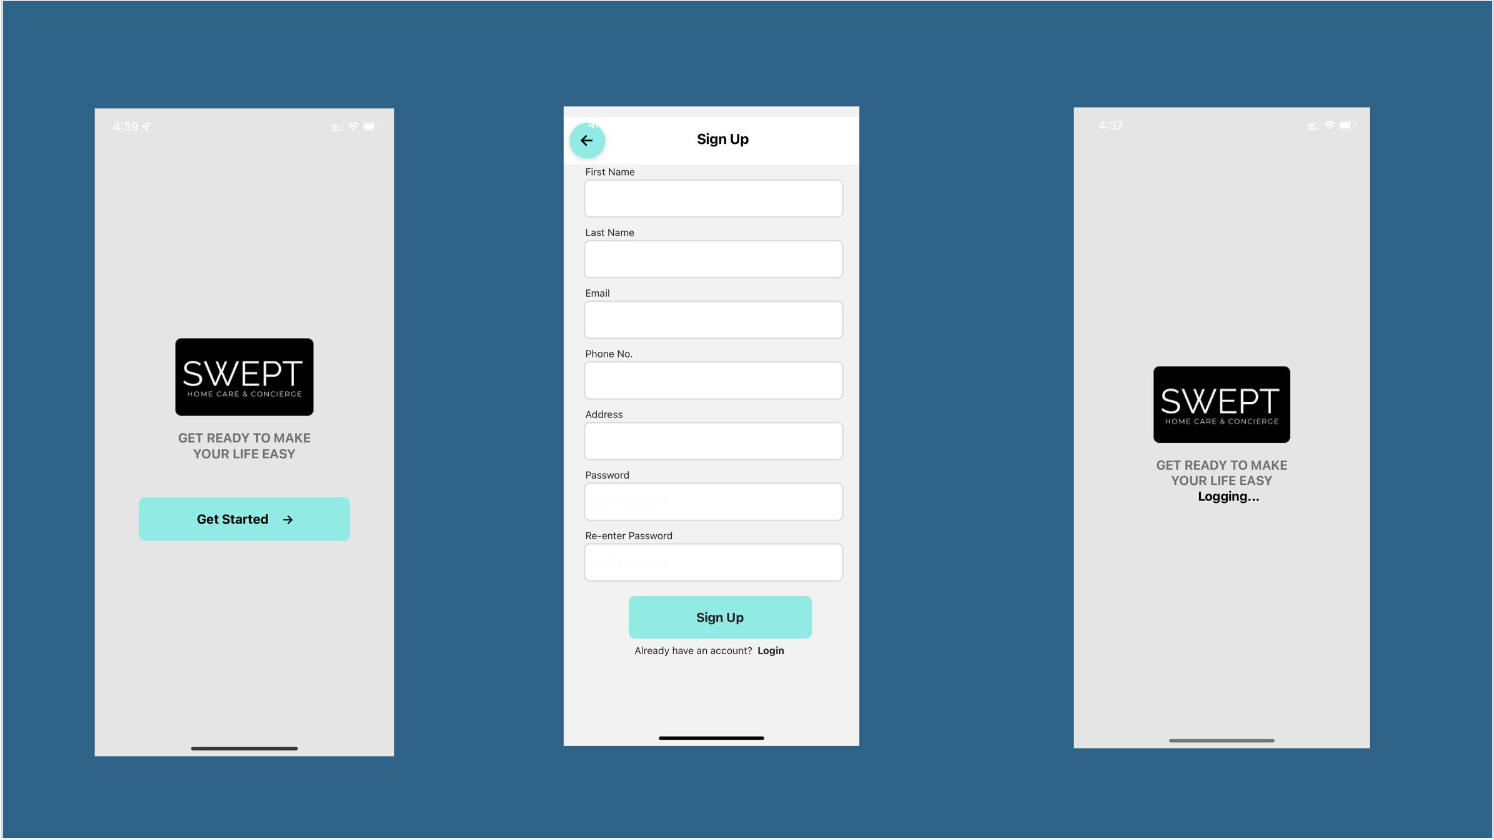 4:39
SWEPT
HOME CARE & CONCIERGE
GET READY TO MAKE
YOUR LIFE EASY
Get Started →
Sign Up
First Name
Last Name
Email
Phone No.
Address
Password
Re-enter Password
Sign Up
Already have an account? Login
4:37
SWEPT
HOME CARE & CONCIERGE
GET READY TO MAKE
YOUR LIFE EASY
Logging...